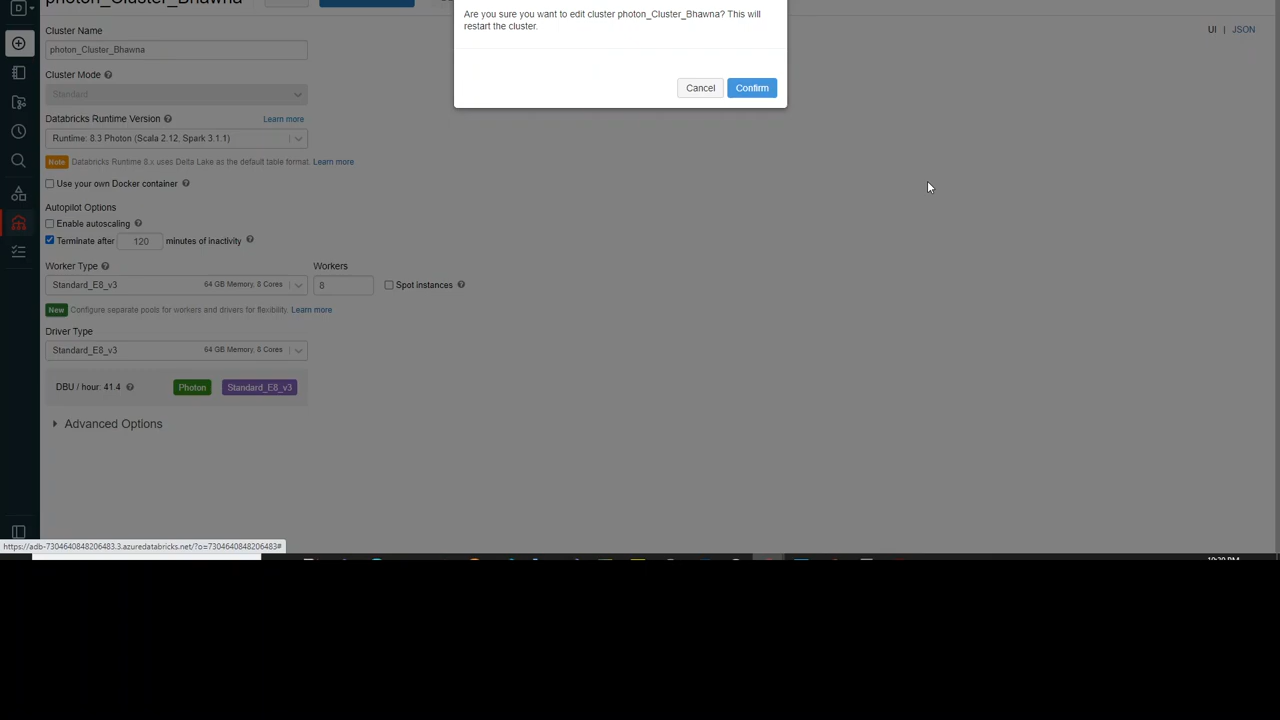 photon_Cluster_Bhawna
D
Are you sure you want to edit cluster photon_Cluster_Bhawna? This will
restart the cluster.
Cancel
Confirm
UI | JSON
Cluster Name
photon_Cluster_Bhawna
Cluster Mode
Standard
Databricks Runtime Version
Learn more
Runtime: 8.3 Photon (Scala 2.12, Spark 3.1.1)
Note Databricks Runtime 8.x uses Delta Lake as the default table format. Learn more
Use your own Docker container
Autopilot Options
Enable autoscaling
Terminate after 120 minutes of inactivity
Worker Type
Workers
Standard_E8_v3 64 GB Memory, 8 Cores
8
Spot instances
New Configure separate pools for workers and drivers for flexibility. Learn more
Driver Type
Standard_E8_v3 64 GB Memory, 8 Cores
DBU / hour: 41.4 Photon Standard_E8_v3
Advanced Options
https://adb-7304640848206483.3.azuredatabricks.net/?o=7304640848206483#